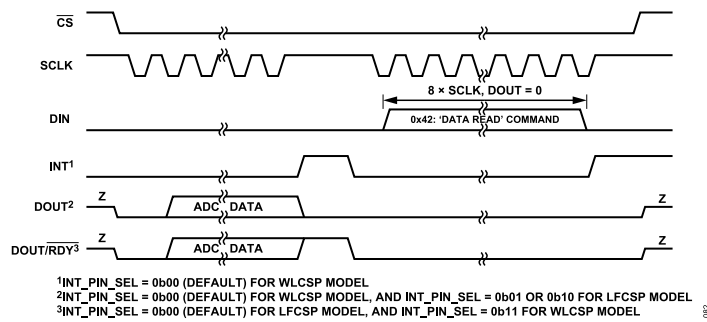 CS
SCLK
8 × SCLK, DOUT = 0
DIN
0x42: ‘DATA READ’ COMMAND
INT1
Z
DOUT2
ADC DATA
Z
Z
DOUT/RDY3
ADC DATA
Z
1INT_PIN_SEL = 0b00 (DEFAULT) FOR WLCSP MODEL
2INT_PIN_SEL = 0b00 (DEFAULT) FOR WLCSP MODEL, AND INT_PIN_SEL = 0b01 OR 0b10 FOR LFCSP MODEL
3INT_PIN_SEL = 0b00 (DEFAULT) FOR LFCSP MODEL, AND INT_PIN_SEL = 0b11 FOR WLCSP MODEL